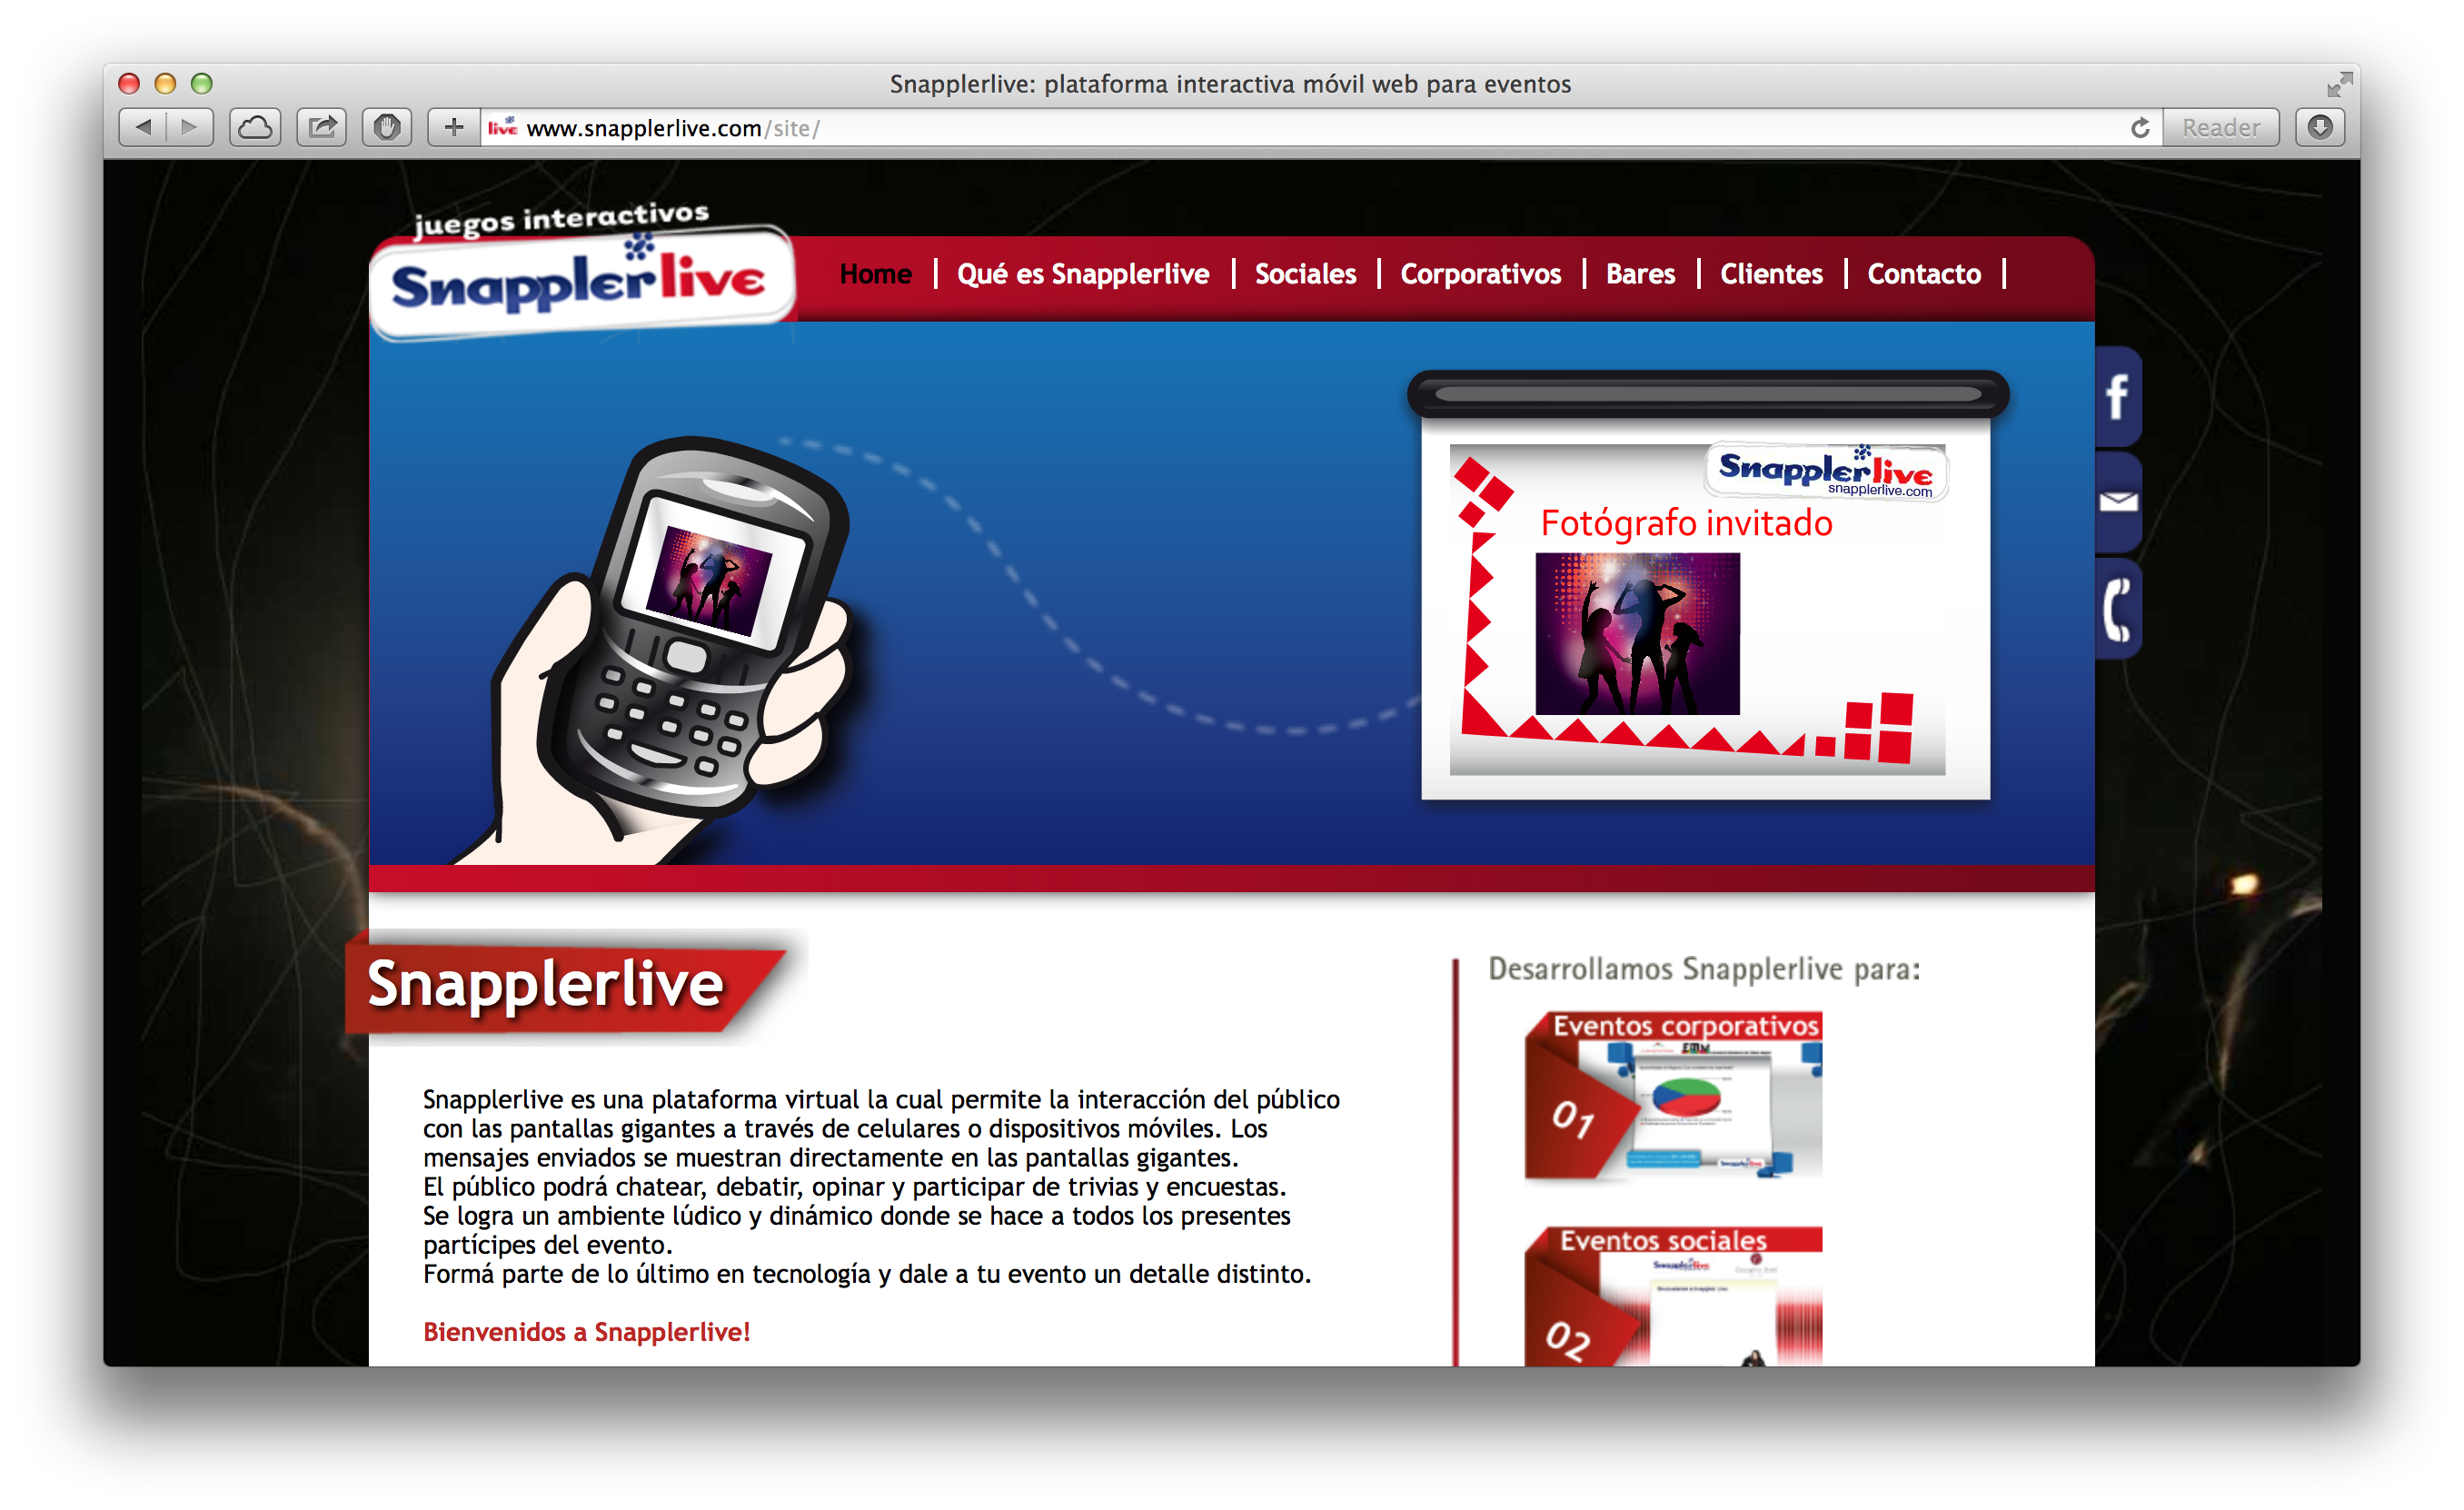 Snapplerlive: plataforma interactiva móvil web para eventos
live www.snapplerlive.com/site/
Reader
juegos interactivos
Snapplerlive
Home | Qué es Snapplerlive | Sociales | Corporativos | Bares | Clientes | Contacto |
Snapplerlive
snapplerlive.com
Fotógrafo invitado
Snapplerlive
Snapplerlive es una plataforma virtual la cual permite la interacción del público
con las pantallas gigantes a través de celulares o dispositivos móviles. Los
mensajes enviados se muestran directamente en las pantallas gigantes.
El público podrá chatear, debatir, opinar y participar de trivias y encuestas.
Se logra un ambiente lúdico y dinámico donde se hace a todos los presentes
partícipes del evento.
Formá parte de lo último en tecnología y dale a tu evento un detalle distinto.
Bienvenidos a Snapplerlive!
Desarrollamos Snapplerlive para:
Eventos corporativos
01
Snapplerlive
Eventos sociales
Snapplerlive
02